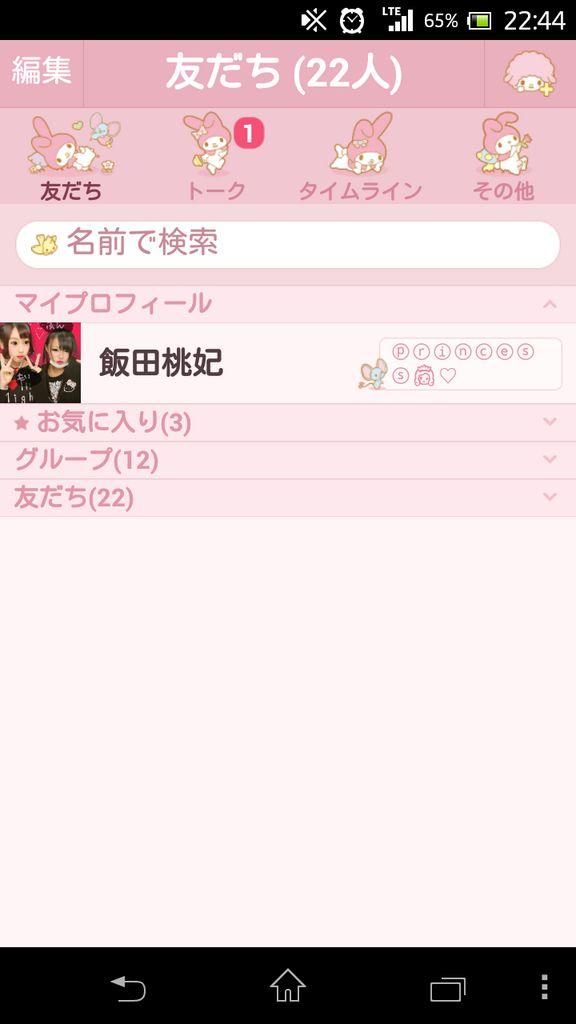 LTE 65% 22:44
編集 友だち (22人)
1
友だち トーク タイムライン その他
名前で検索
マイプロフィール
飯田桃妃
ⓟⓡⓘⓝⓒⓔⓢ
ⓢ👸♡
★ お気に入り(3)
グループ(12)
友だち(22)